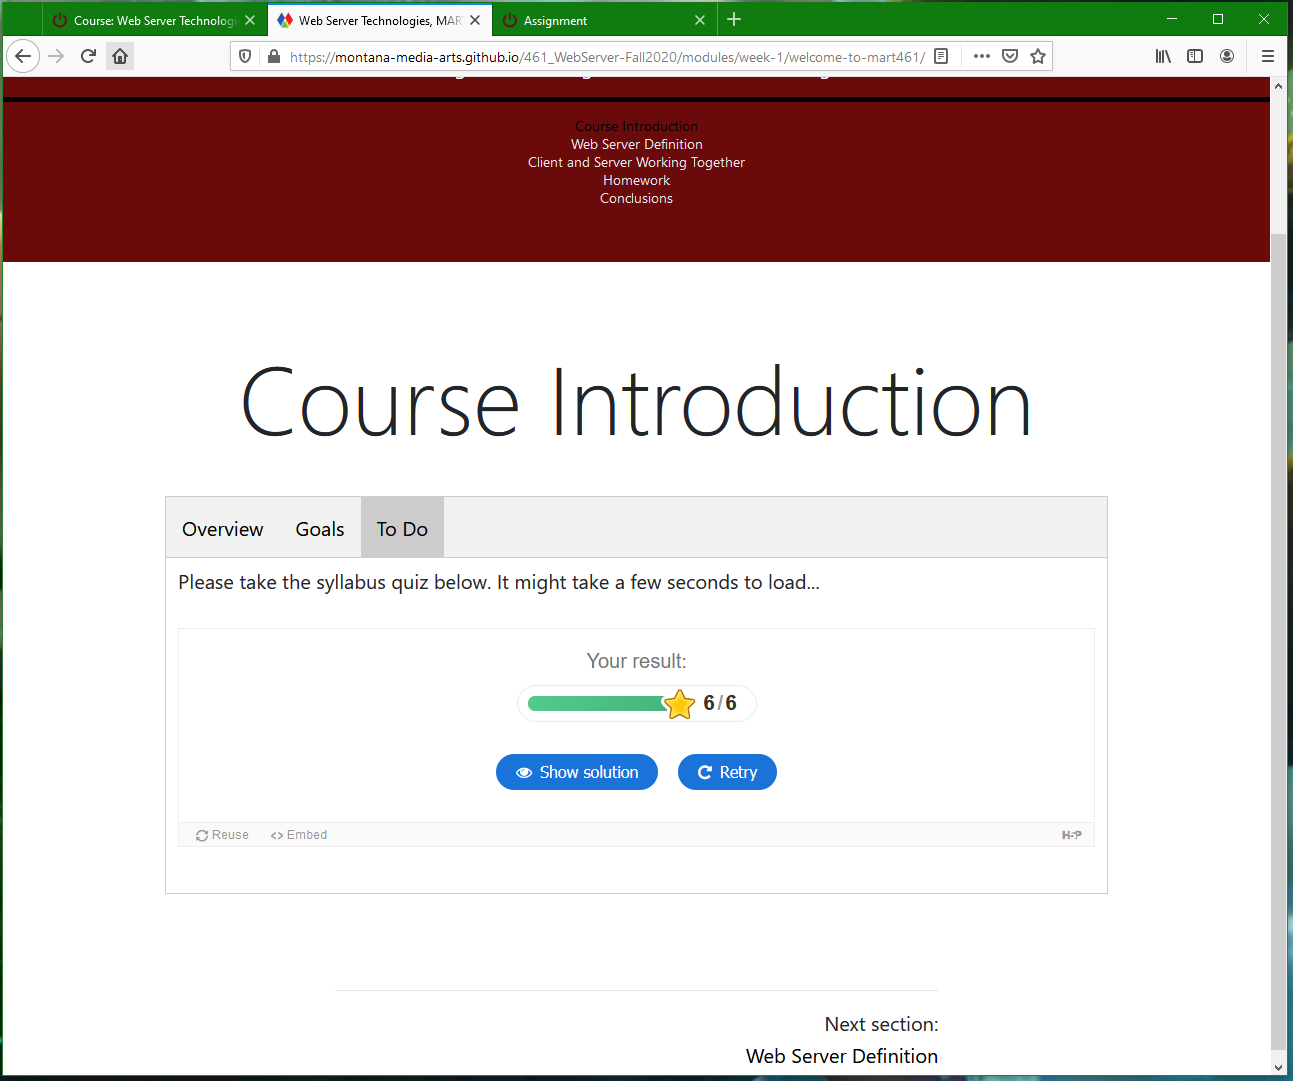 Course: Web Server Technologi
Web Server Technologies, MAR
Assignment
https://montana-media-arts.github.io/461_WebServer-Fall2020/modules/week-1/welcome-to-mart461/
Course Introduction
Web Server Definition
Client and Server Working Together
Homework
Conclusions
Course Introduction
Overview Goals To Do
Please take the syllabus quiz below. It might take a few seconds to load...
Your result:
6/6
Show solution Retry
Reuse <> Embed H-P
Next section:
Web Server Definition